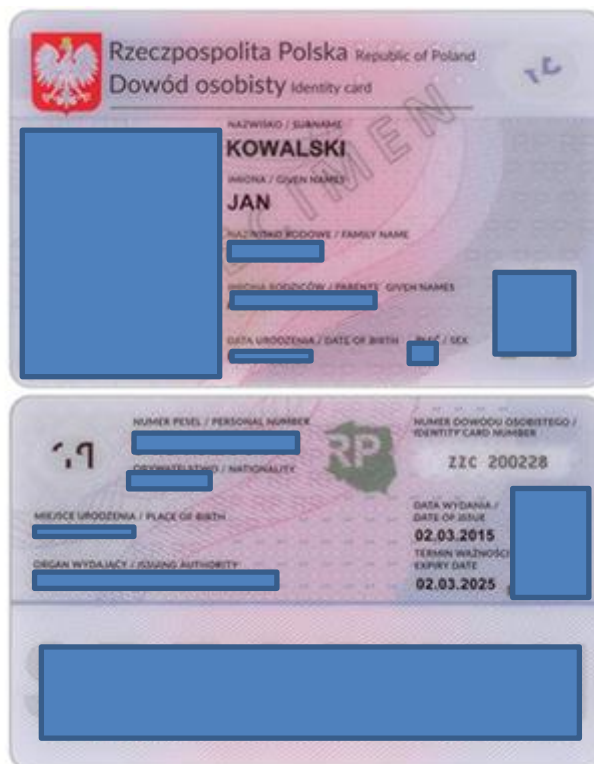 Rzeczpospolita Polska Republic of Poland
Dowód osobisty Identity card
SPECIMEN
NAZWISKO / SURNAME
KOWALSKI
IMIONA / GIVEN NAMES
JAN
NAZWISKO RODOWE / FAMILY NAME
IMIONA RODZICÓW / PARENTS' GIVEN NAMES
DATA URODZENIA / DATE OF BIRTH PŁEĆ / SEX
NUMER PESEL / PERSONAL NUMBER
OBYWATELSTWO / NATIONALITY
RP
NUMER DOWODU OSOBISTEGO /
IDENTITY CARD NUMBER
ZZC 200228
MIEJSCE URODZENIA / PLACE OF BIRTH
DATA WYDANIA /
DATE OF ISSUE
02.03.2015
ORGAN WYDAJĄCY / ISSUING AUTHORITY
TERMIN WAŻNOŚCI
EXPIRY DATE
02.03.2025